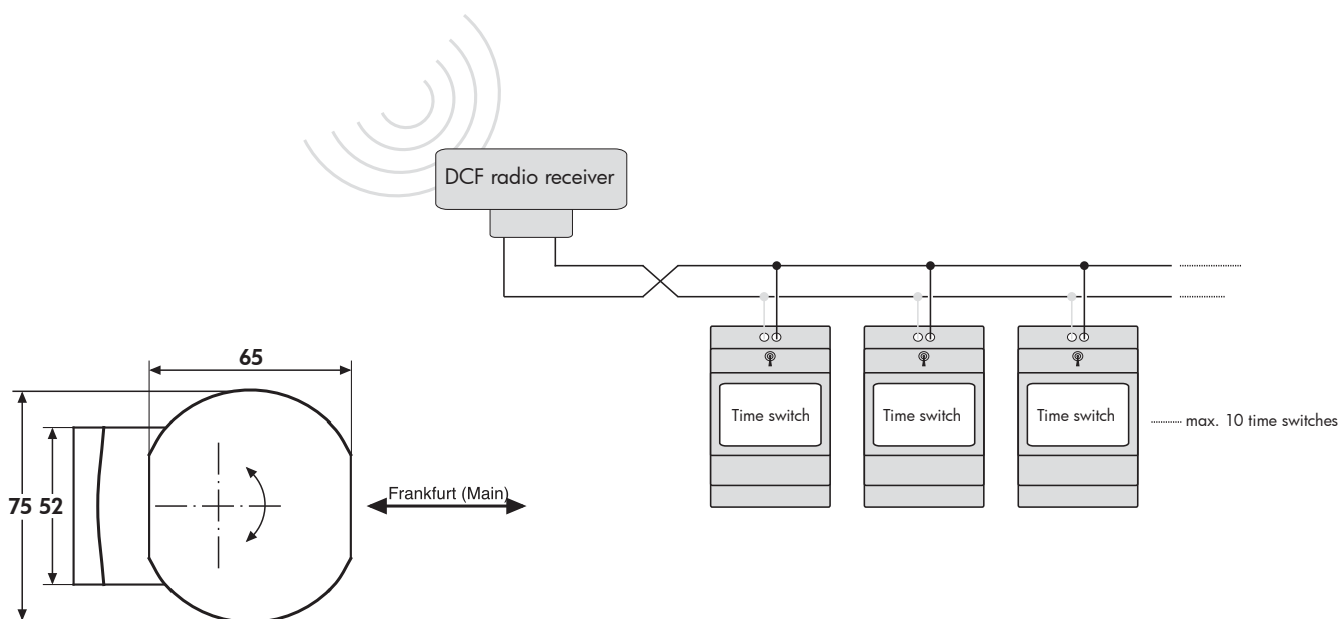 DCF radio receiver
Time switch
Time switch
Time switch
max. 10 time switches
65
75
52
Frankfurt (Main)